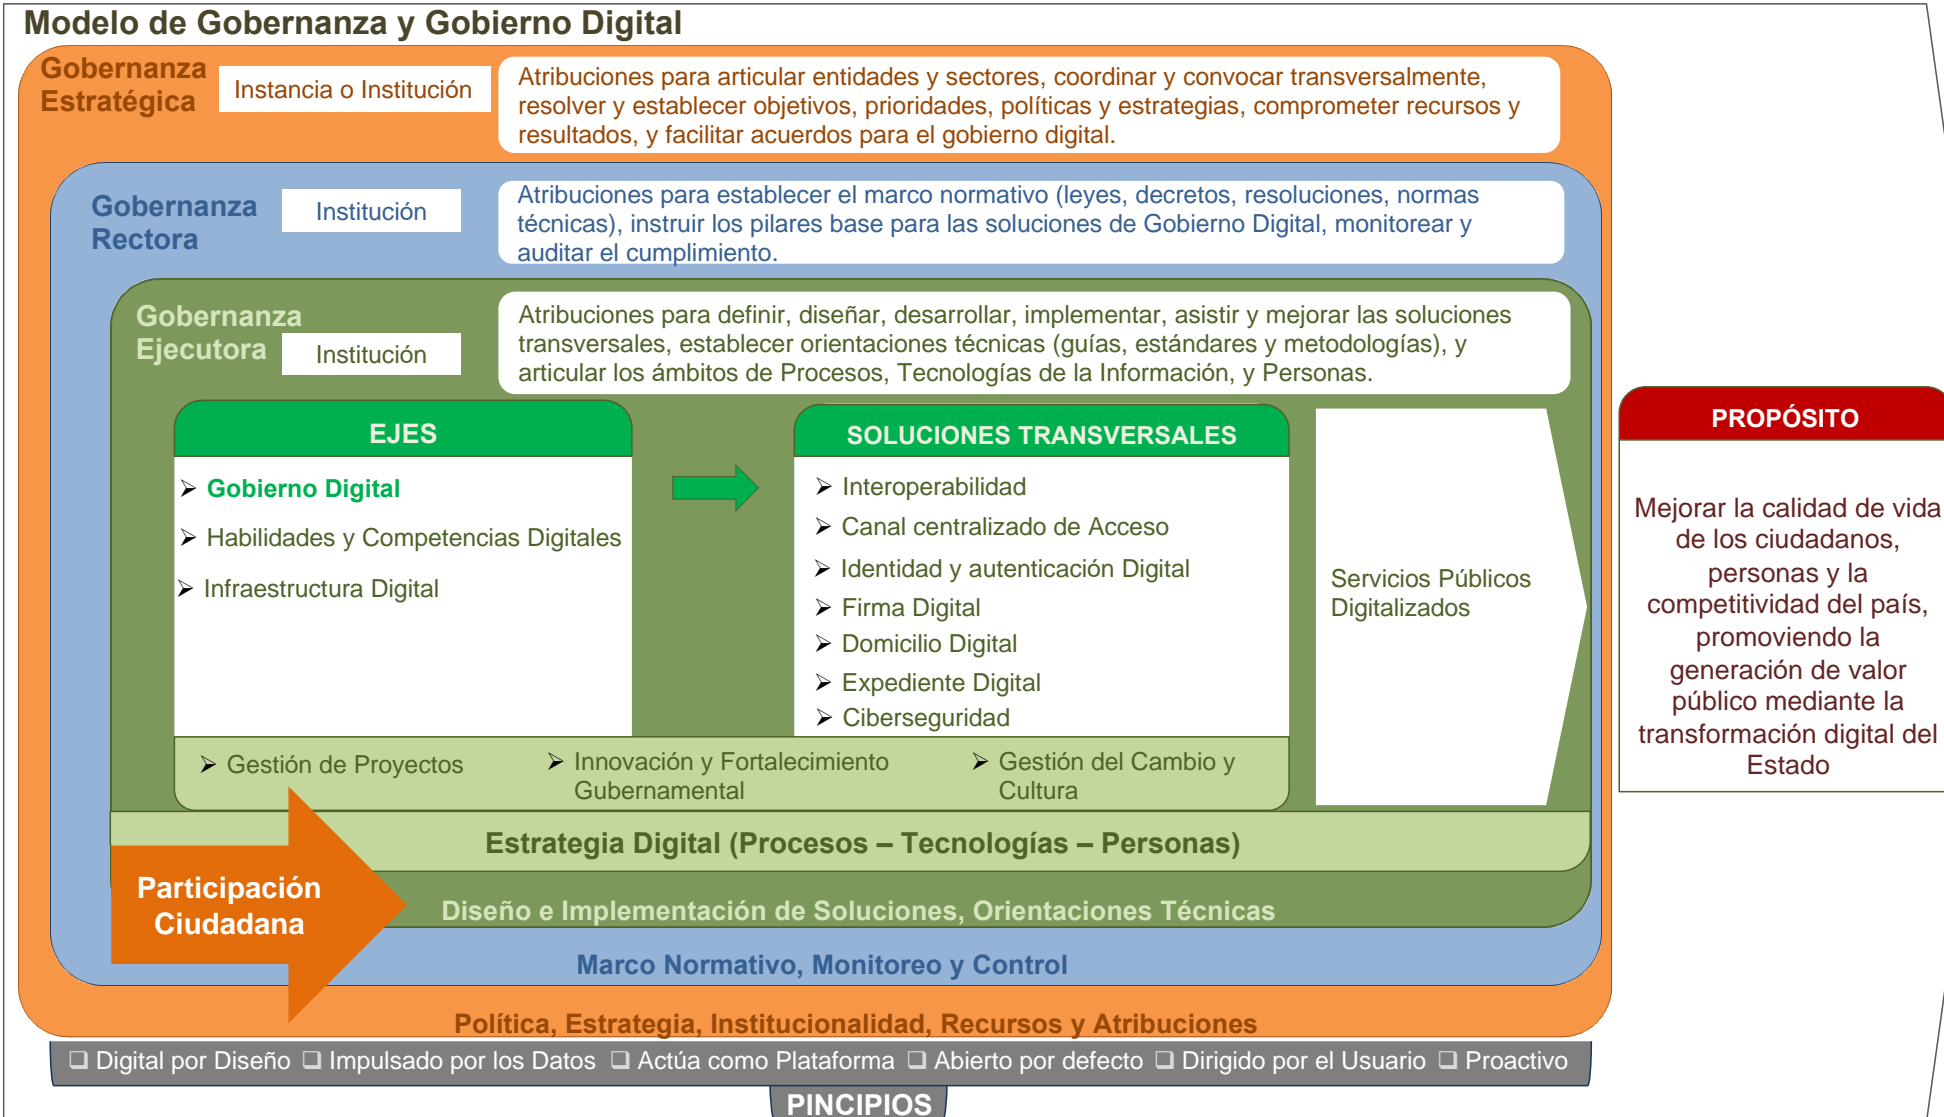 Modelo de Gobernanza y Gobierno Digital
Gobernanza
Estratégica
Instancia o Institución
Atribuciones para articular entidades y sectores, coordinar y convocar transversalmente,
resolver y establecer objetivos, prioridades, políticas y estrategias, comprometer recursos y
resultados, y facilitar acuerdos para el gobierno digital.
Gobernanza
Rectora
Institución
Atribuciones para establecer el marco normativo (leyes, decretos, resoluciones, normas
técnicas), instruir los pilares base para las soluciones de Gobierno Digital, monitorear y
auditar el cumplimiento.
Gobernanza
Ejecutora
Institución
Atribuciones para definir, diseñar, desarrollar, implementar, asistir y mejorar las soluciones
transversales, establecer orientaciones técnicas (guías, estándares y metodologías), y
articular los ámbitos de Procesos, Tecnologías de la Información, y Personas.
EJES
➢ Gobierno Digital
➢ Habilidades y Competencias Digitales
➢ Infraestructura Digital
SOLUCIONES TRANSVERSALES
➢ Interoperabilidad
➢ Canal centralizado de Acceso
➢ Identidad y autenticación Digital
➢ Firma Digital
➢ Domicilio Digital
➢ Expediente Digital
➢ Ciberseguridad
Servicios Públicos
Digitalizados
➢ Gestión de Proyectos
➢ Innovación y Fortalecimiento
Gubernamental
➢ Gestión del Cambio y
Cultura
Estrategia Digital (Procesos – Tecnologías – Personas)
Participación
Ciudadana
Diseño e Implementación de Soluciones, Orientaciones Técnicas
Marco Normativo, Monitoreo y Control
Política, Estrategia, Institucionalidad, Recursos y Atribuciones
❑ Digital por Diseño ❑ Impulsado por los Datos ❑ Actúa como Plataforma ❑ Abierto por defecto ❑ Dirigido por el Usuario ❑ Proactivo
PINCIPIOS
PROPÓSITO
Mejorar la calidad de vida
de los ciudadanos,
personas y la
competitividad del país,
promoviendo la
generación de valor
público mediante la
transformación digital del
Estado